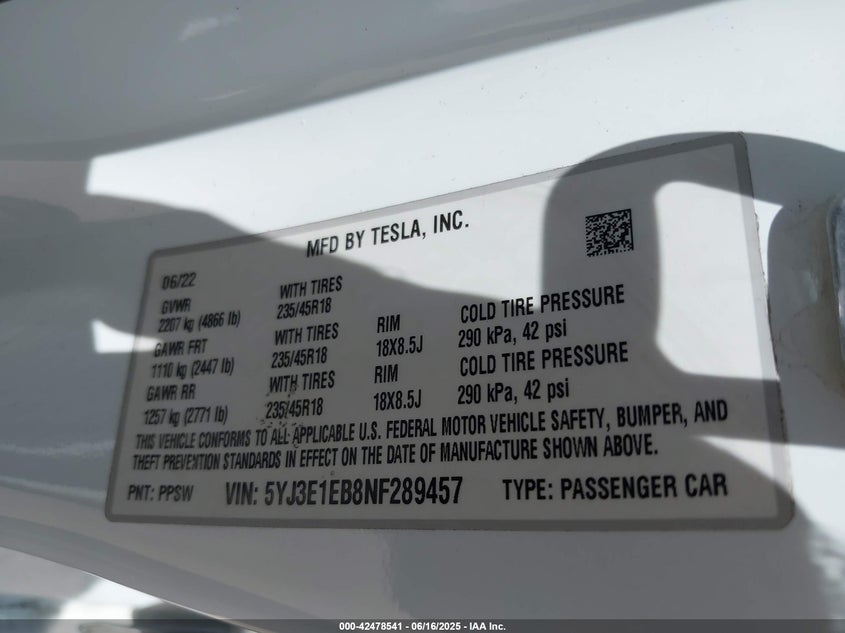 MFD BY TESLA, INC.
06/22
GVWR
2207 kg (4866 lb)
WITH TIRES
235/45R18
GAWR FRT
1110 kg (2447 lb)
WITH TIRES
235/45R18
RIM
18X8.5J
COLD TIRE PRESSURE
290 kPa, 42 psi
GAWR RR
1257 kg (2771 lb)
WITH TIRES
235/45R18
RIM
18X8.5J
COLD TIRE PRESSURE
290 kPa, 42 psi
THIS VEHICLE CONFORMS TO ALL APPLICABLE U.S. FEDERAL MOTOR VEHICLE SAFETY, BUMPER, AND
THEFT PREVENTION STANDARDS IN EFFECT ON THE DATE OF MANUFACTURE SHOWN ABOVE.
PNT: PPSW VIN: 5YJ3E1EB8NF289457 TYPE: PASSENGER CAR
000-42478541 - 06/16/2025 - IAA Inc.